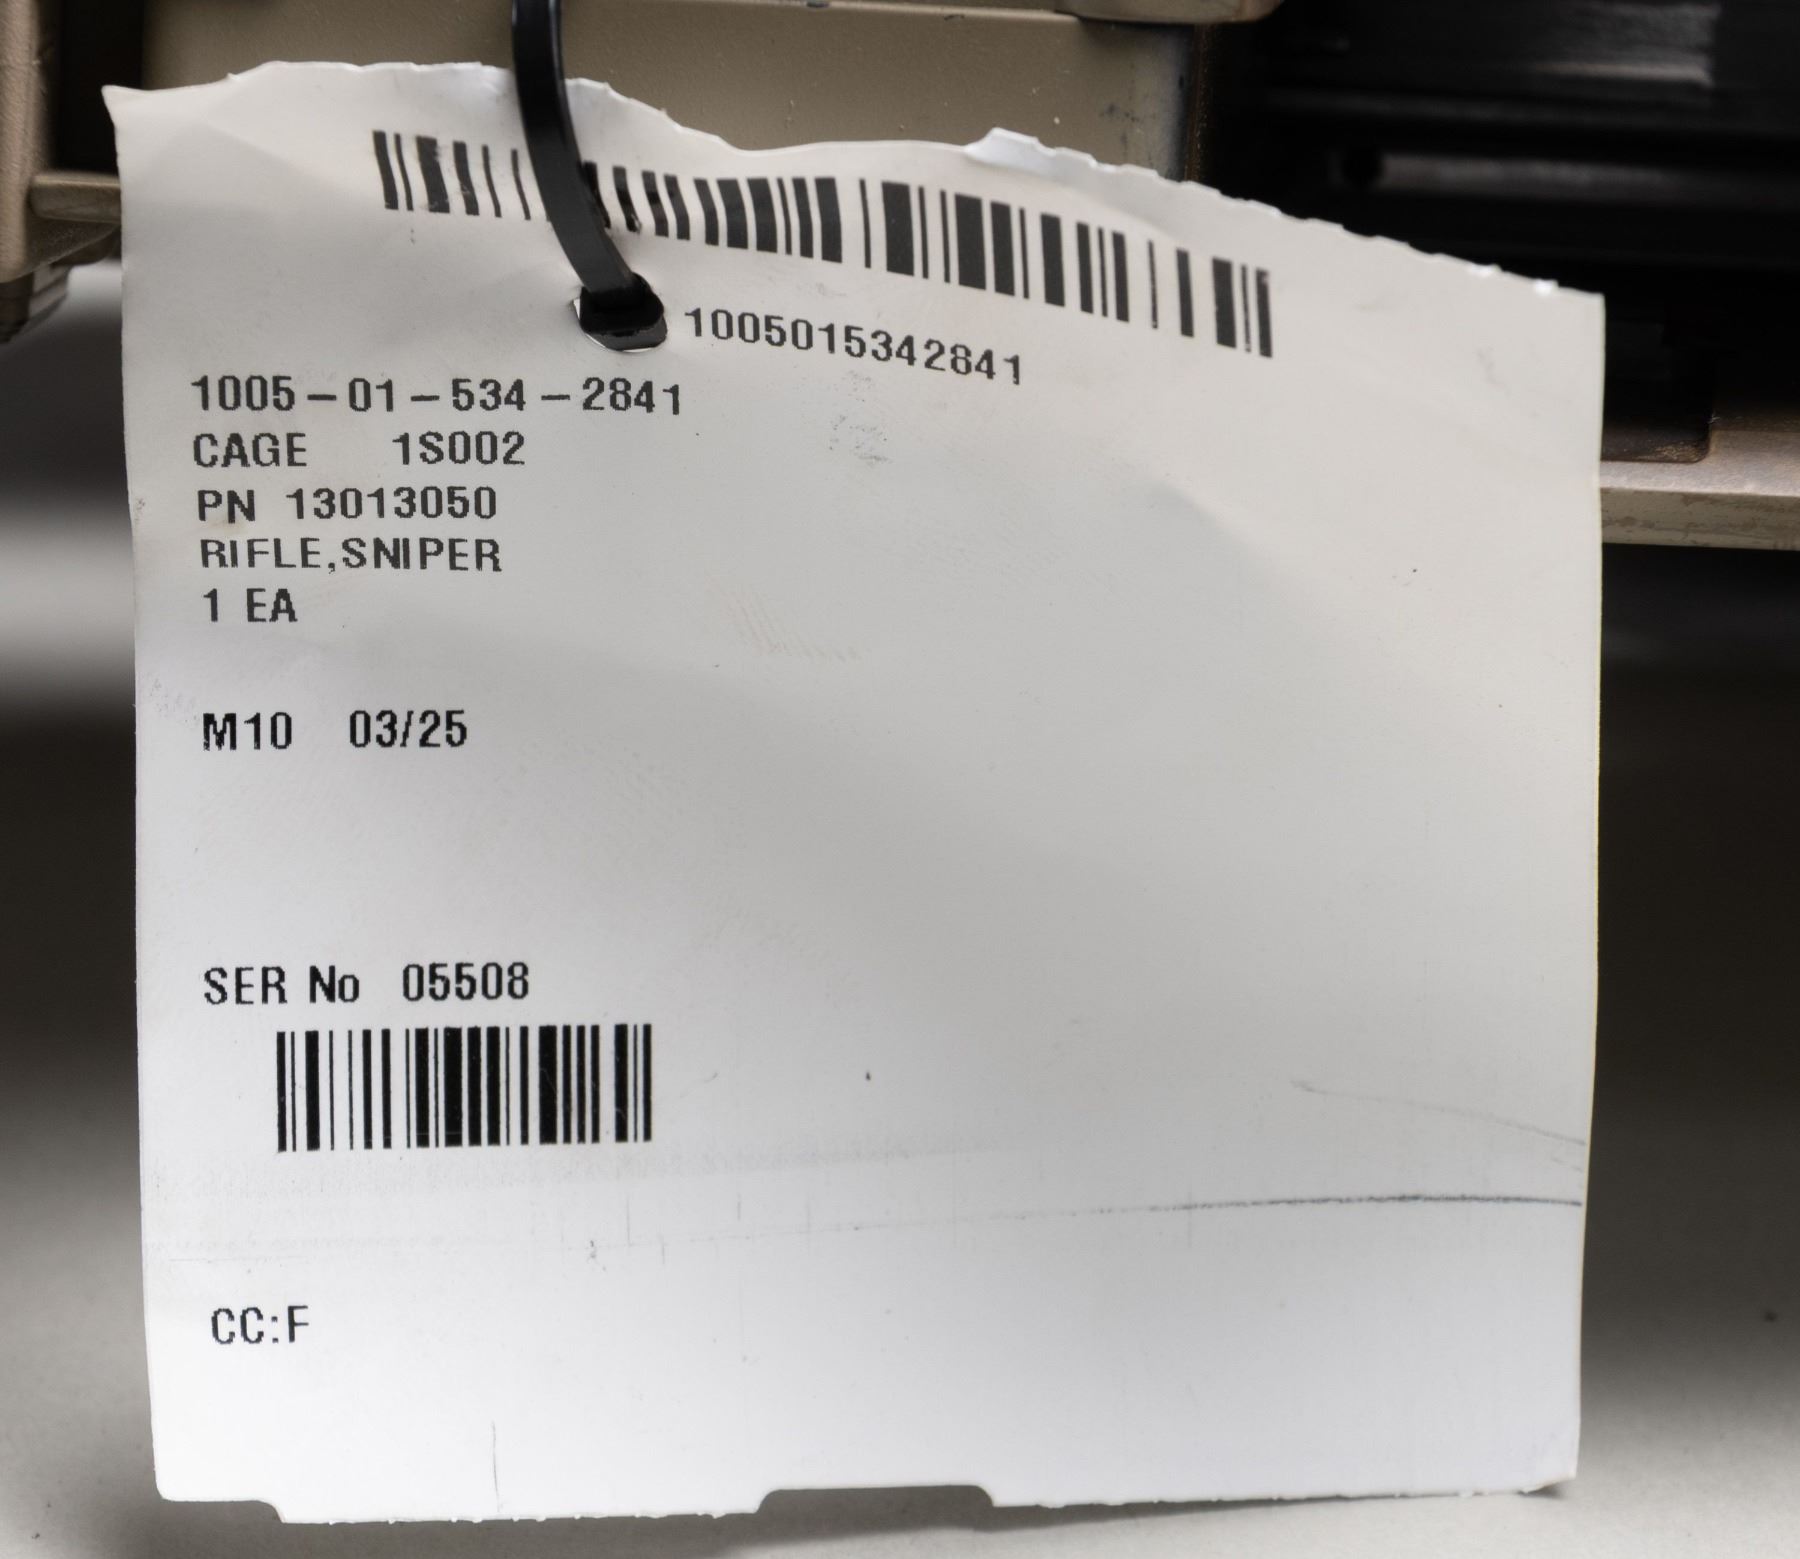 1005015342841
1005-01-534-2841
CAGE 1S002
PN 13013050
RIFLE,SNIPER
1 EA
M10 03/25
SER No 05508
CC:F